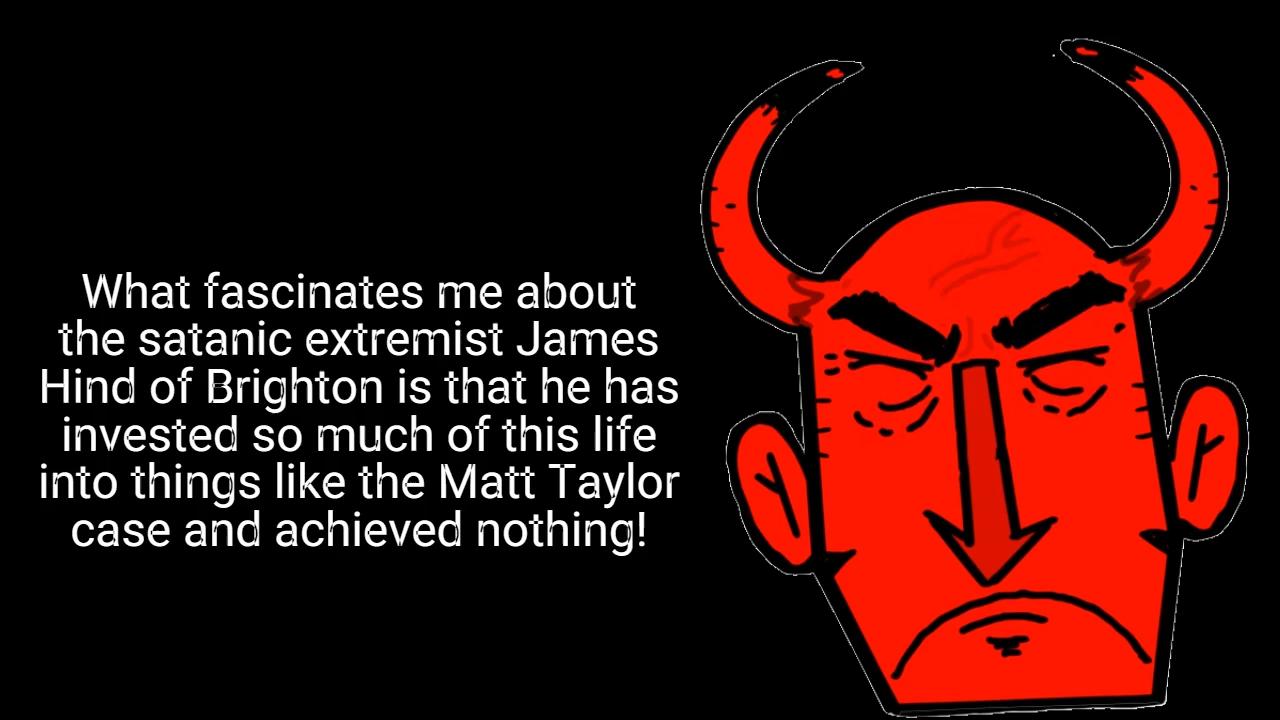 What fascinates me about
the satanic extremist James
Hind of Brighton is that he has
invested so much of this life
into things like the Matt Taylor
case and achieved nothing!